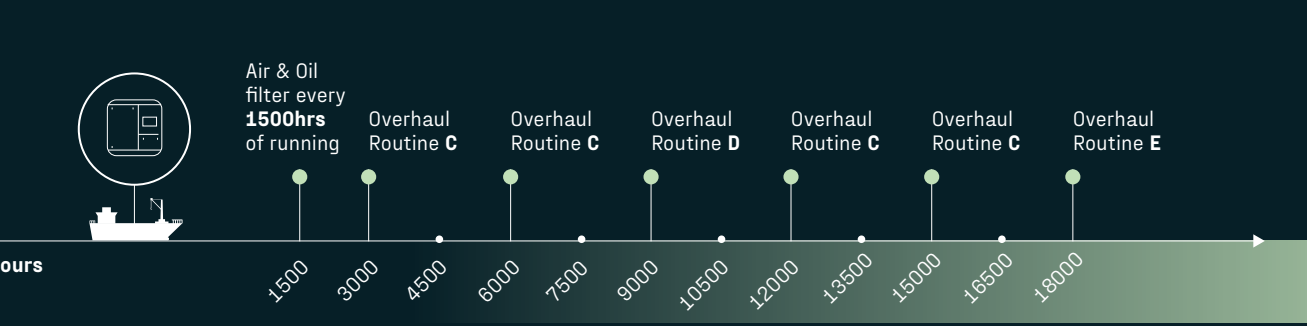 Air & Oil
filter every
1500hrs
of running
Overhaul
Routine C
Overhaul
Routine C
Overhaul
Routine D
Overhaul
Routine C
Overhaul
Routine C
Overhaul
Routine E
ours
1500
3000
4500
6000
7500
9000
10500
12000
13500
15000
16500
18000